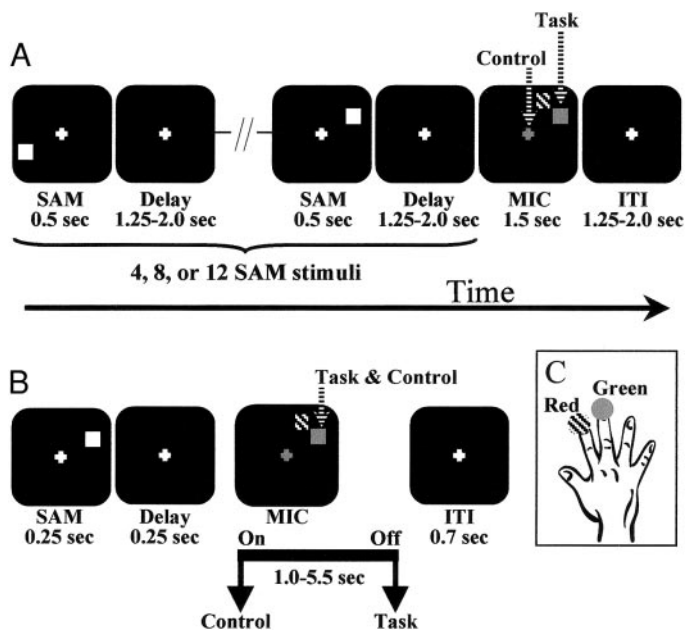 Task
A
Control
SAM Delay SAM Delay MIC ITI
0.5 sec 1.25-2.0 sec 0.5 sec 1.25-2.0 sec 1.5 sec 1.25-2.0 sec
4, 8, or 12 SAM stimuli
Time
B
Task & Control
C
Green
Red
SAM Delay MIC ITI
0.25 sec 0.25 sec On Off 0.7 sec
1.0-5.5 sec
Control Task